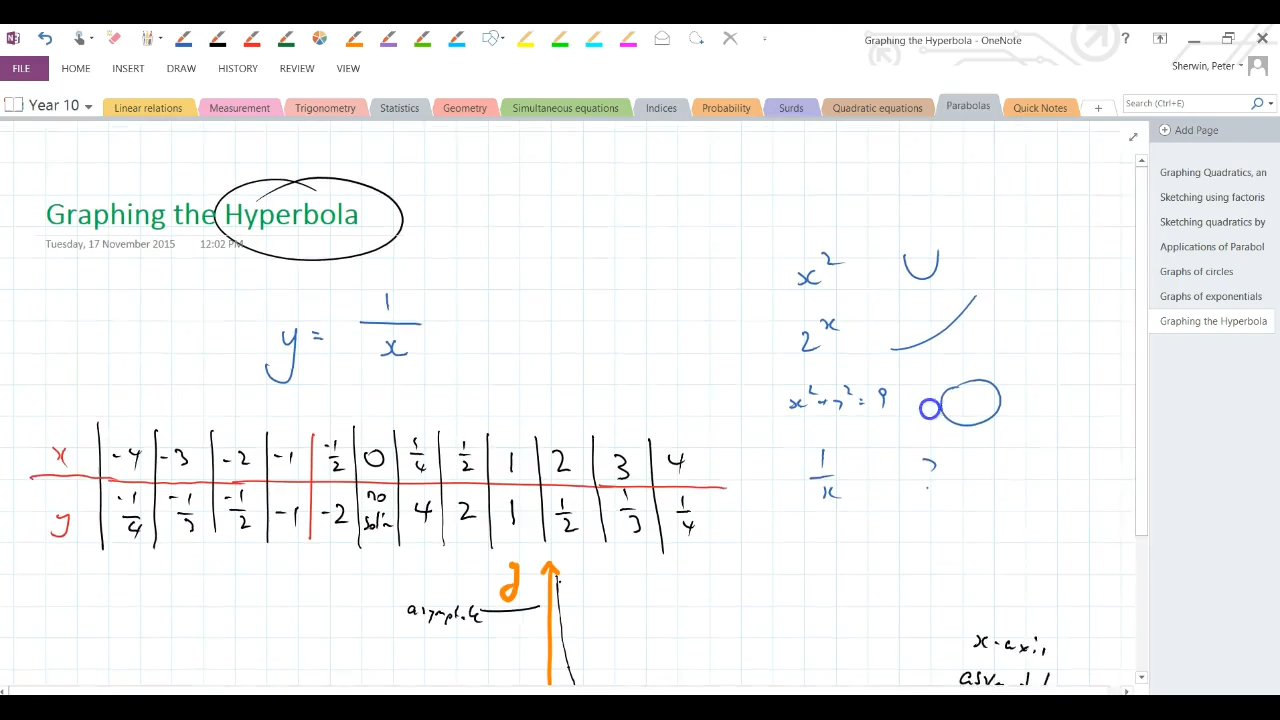 Graphing the Hyperbola - OneNote
?
FILE HOME INSERT DRAW HISTORY REVIEW VIEW
Sherwin, Peter
Year 10
Linear relations Measurement Trigonometry Statistics Geometry Simultaneous equations Indices Probability Surds Quadratic equations Parabolas Quick Notes +
Search (Ctrl+E)
Add Page
Graphing Quadratics, an
Sketching using factoris
Sketching quadratics by
Applications of Parabol
Graphs of circles
Graphs of exponentials
Graphing the Hyperbola
Graphing the Hyperbola
Tuesday, 17 November 2015 12:02 PM
y = 1/x
x² 
2ˣ
x² + y² = 9
1/x ?
x -4 -3 -2 -1 -1/2 0 1/4 1/2 1 2 3 4
y -1/4 -1/3 -1/2 -1 -2 no sol'n 4 2 1 1/2 1/3 1/4
y
asymptote
x-axis